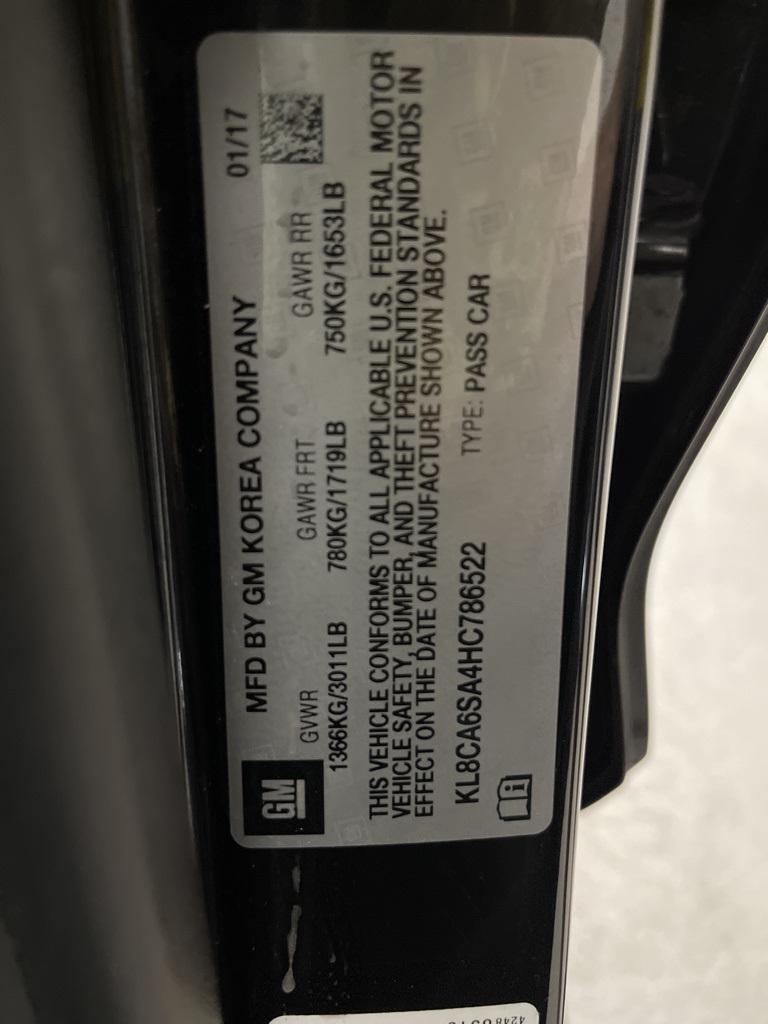 MFD BY GM KOREA COMPANY 01/17
GM
GVWR GAWR FRT GAWR RR
1366KG/3011LB 780KG/1719LB 750KG/1653LB
THIS VEHICLE CONFORMS TO ALL APPLICABLE U.S. FEDERAL MOTOR
VEHICLE SAFETY, BUMPER, AND THEFT PREVENTION STANDARDS IN
EFFECT ON THE DATE OF MANUFACTURE SHOWN ABOVE.
KL8CA6SA4HC786522 TYPE: PASS CAR